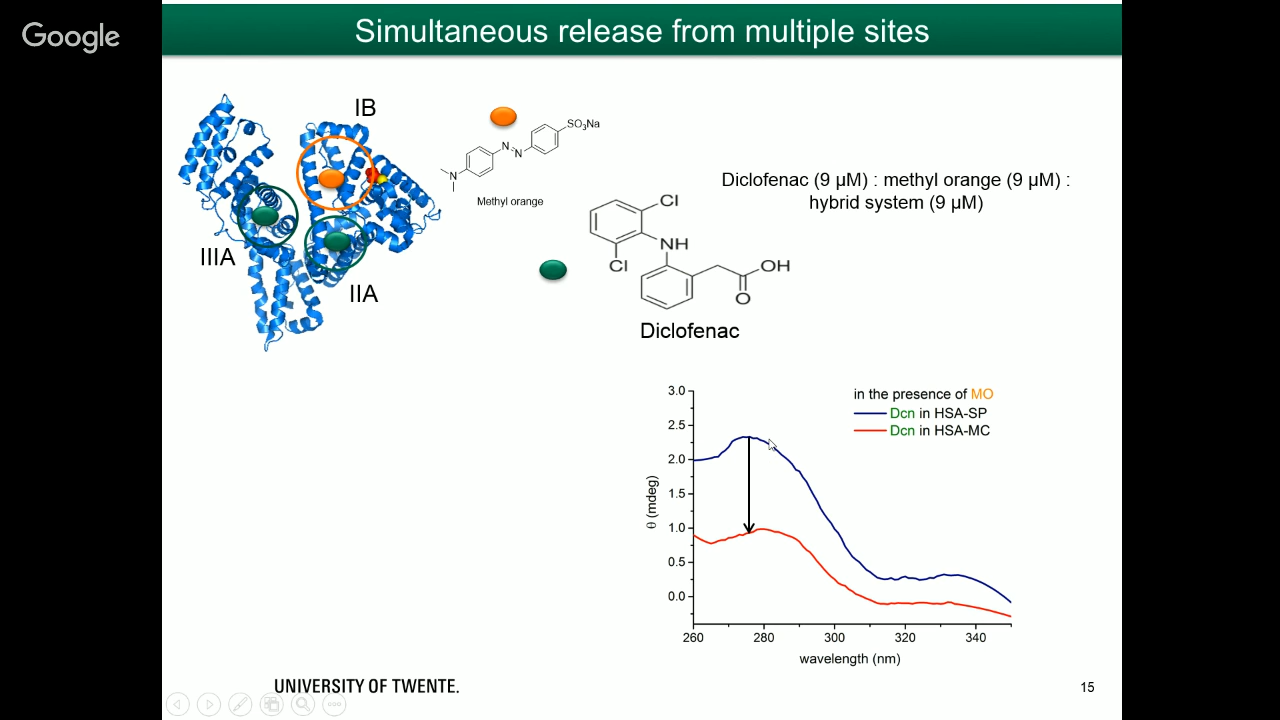 Google
Simultaneous release from multiple sites
IB
IIIA
IIA
SO3Na
N
N
N
Methyl orange
Cl
NH
Cl
OH
O
Diclofenac
Diclofenac (9 µM) : methyl orange (9 µM) :
hybrid system (9 µM)
in the presence of MO
Dcn in HSA-SP
Dcn in HSA-MC
θ (mdeg)
3.0
2.5
2.0
1.5
1.0
0.5
0.0
260 280 300 320 340
wavelength (nm)
UNIVERSITY OF TWENTE.
15